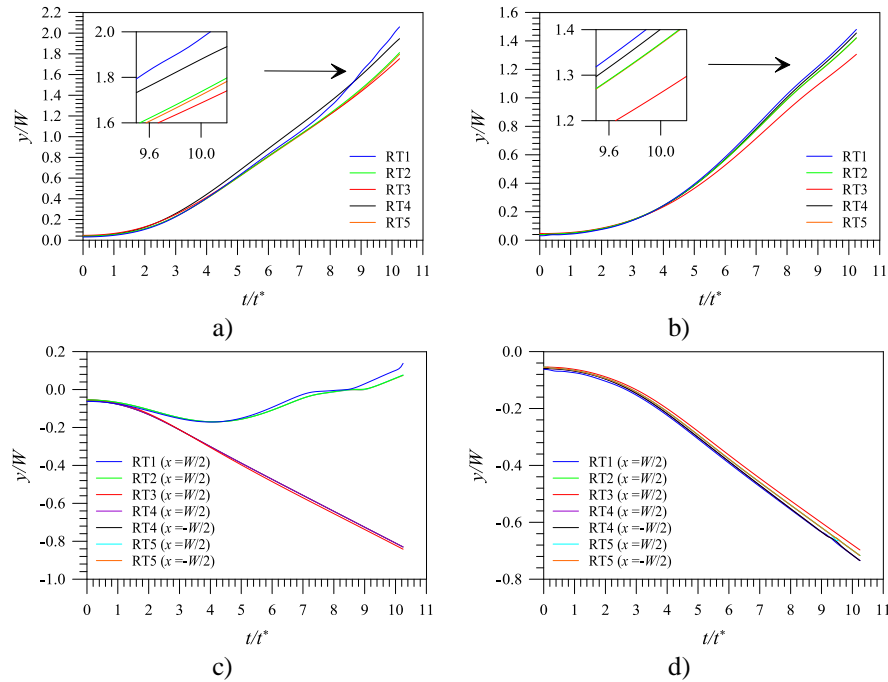 2.2
2.0
1.8
1.6
1.4
1.2
1.0
0.8
0.6
0.4
0.2
0.0
y/W
2.0
1.8
1.6
9.6 10.0
RT1
RT2
RT3
RT4
RT5
0 1 2 3 4 5 6 7 8 9 10 11
t/t*
a)
1.6
1.4
1.2
1.0
0.8
0.6
0.4
0.2
0.0
y/W
1.4
1.3
1.2
9.6 10.0
RT1
RT2
RT3
RT4
RT5
0 1 2 3 4 5 6 7 8 9 10 11
t/t*
b)
0.2
0.0
-0.2
-0.4
-0.6
-0.8
-1.0
y/W
RT1 (x =W/2)
RT2 (x =W/2)
RT3 (x =W/2)
RT4 (x =W/2)
RT4 (x =-W/2)
RT5 (x =W/2)
RT5 (x =-W/2)
0 1 2 3 4 5 6 7 8 9 10 11
t/t*
c)
0.0
-0.2
-0.4
-0.6
-0.8
y/W
RT1 (x =W/2)
RT2 (x =W/2)
RT3 (x =W/2)
RT4 (x =W/2)
RT4 (x =-W/2)
RT5 (x =W/2)
RT5 (x =-W/2)
0 1 2 3 4 5 6 7 8 9 10 11
t/t*
d)